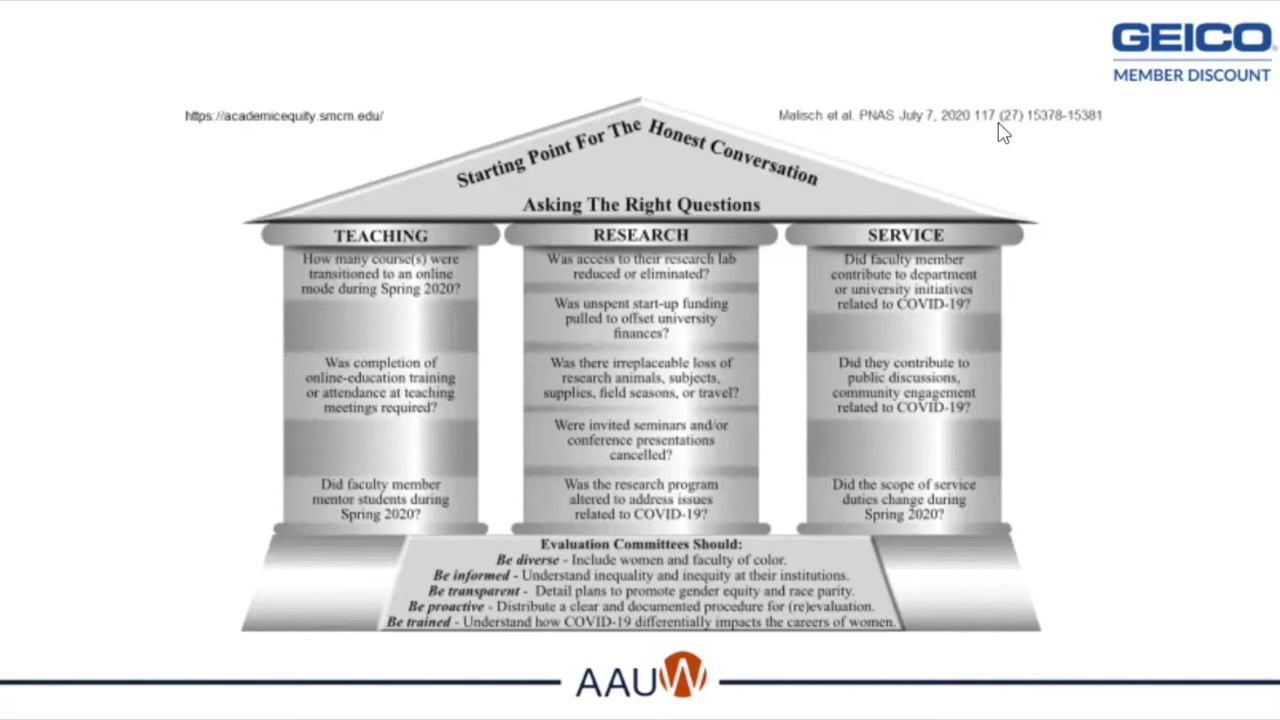 GEICO
MEMBER DISCOUNT
https://academicequity.smcm.edu/
Malisch et al. PNAS July 7, 2020 117 (27) 15378-15381
Starting Point For The Honest Conversation
Asking The Right Questions
TEACHING
How many course(s) were
transitioned to an online
mode during Spring 2020?
Was completion of
online-education training
or attendance at teaching
meetings required?
Did faculty member
mentor students during
Spring 2020?
RESEARCH
Was access to their research lab
reduced or eliminated?
Was unspent start-up funding
pulled to offset university
finances?
Was there irreplaceable loss of
research animals, subjects,
supplies, field seasons, or travel?
Were invited seminars and/or
conference presentations
cancelled?
Was the research program
altered to address issues
related to COVID-19?
SERVICE
Did faculty member
contribute to department
or university initiatives
related to COVID-19?
Did they contribute to
public discussions,
community engagement
related to COVID-19?
Did the scope of service
duties change during
Spring 2020?
Evaluation Committees Should:
Be diverse - Include women and faculty of color.
Be informed - Understand inequality and inequity at their institutions.
Be transparent - Detail plans to promote gender equity and race parity.
Be proactive - Distribute a clear and documented procedure for (re)evaluation.
Be trained - Understand how COVID-19 differentially impacts the careers of women.
AAUW